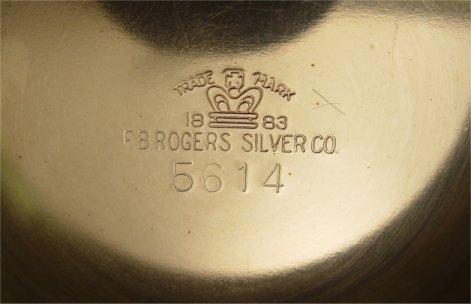 TRADE MARK
18 83
F B ROGERS SILVER CO.
5614